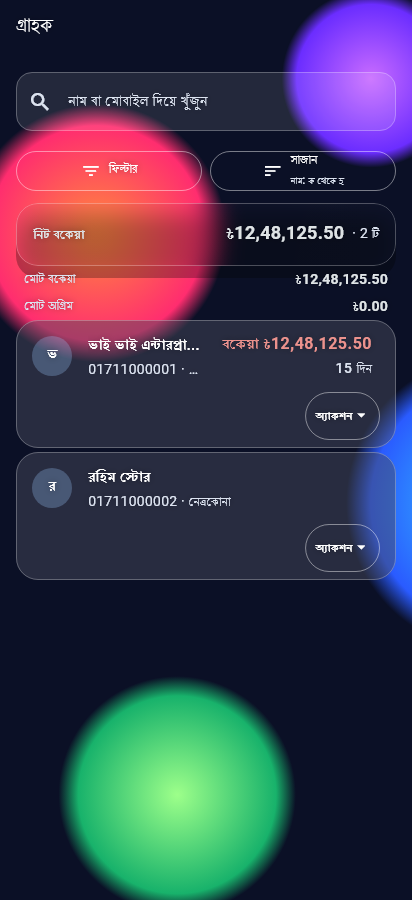 গ্রাহক
নাম বা মোবাইল দিয়ে খুঁজুন
ফিল্টার
সাজান
নাম: ক থেকে হ
নিট বকেয়া ৳12,48,125.50 · 2 টি
মোট বকেয়া ৳12,48,125.50
মোট অগ্রিম ৳0.00
ভ
ভাই ভাই এন্টারপ্রা... বকেয়া ৳12,48,125.50
01711000001 · … 15 দিন
অ্যাকশন
র
রহিম স্টোর
01711000002 · নেত্রকোনা
অ্যাকশন